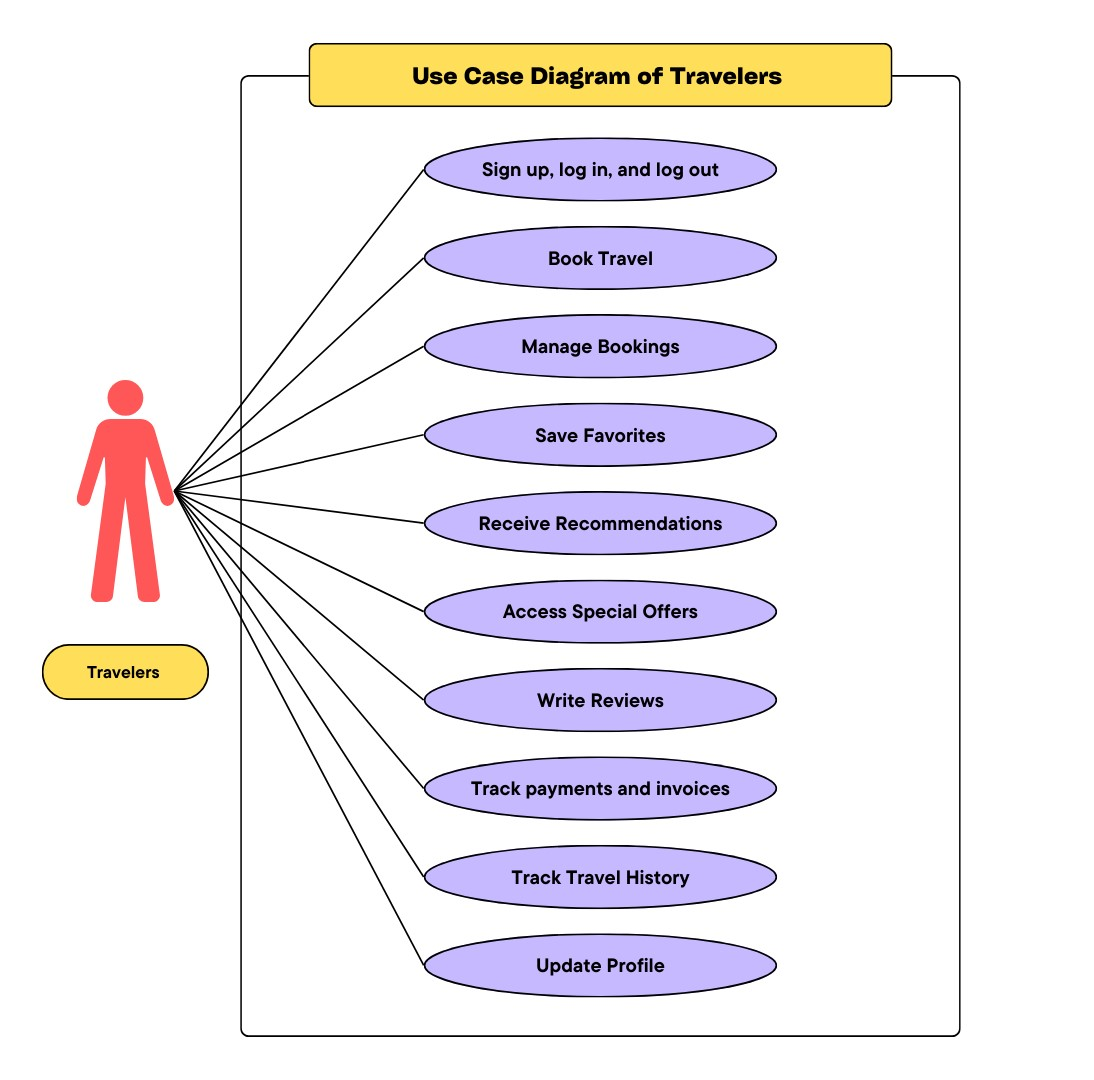 Use Case Diagram of Travelers
Sign up, log in, and log out
Book Travel
Manage Bookings
Save Favorites
Receive Recommendations
Access Special Offers
Write Reviews
Track payments and invoices
Track Travel History
Update Profile
Travelers